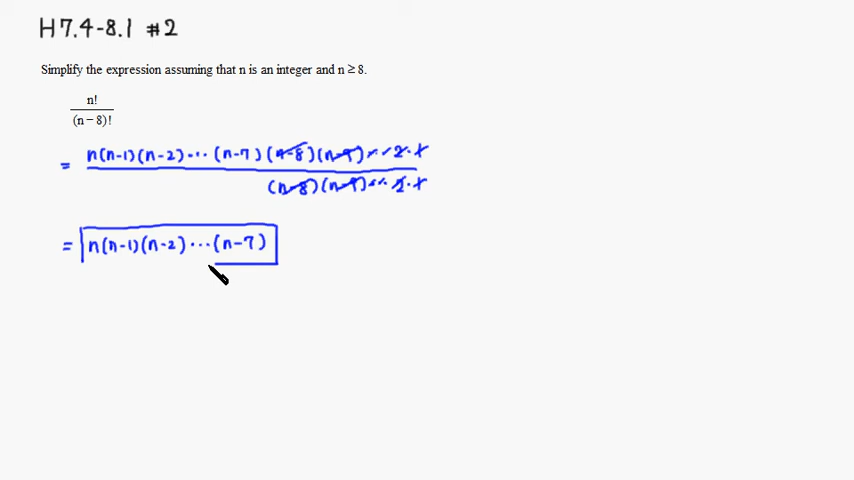 H7.4-8.1 #2
Simplify the expression assuming that n is an integer and n ≥ 8.
n!
(n − 8)!
= n(n-1)(n-2)...(n-7)(n-8)(n-9)...2.1
(n-8)(n-9)...2.1
= n(n-1)(n-2)...(n-7)